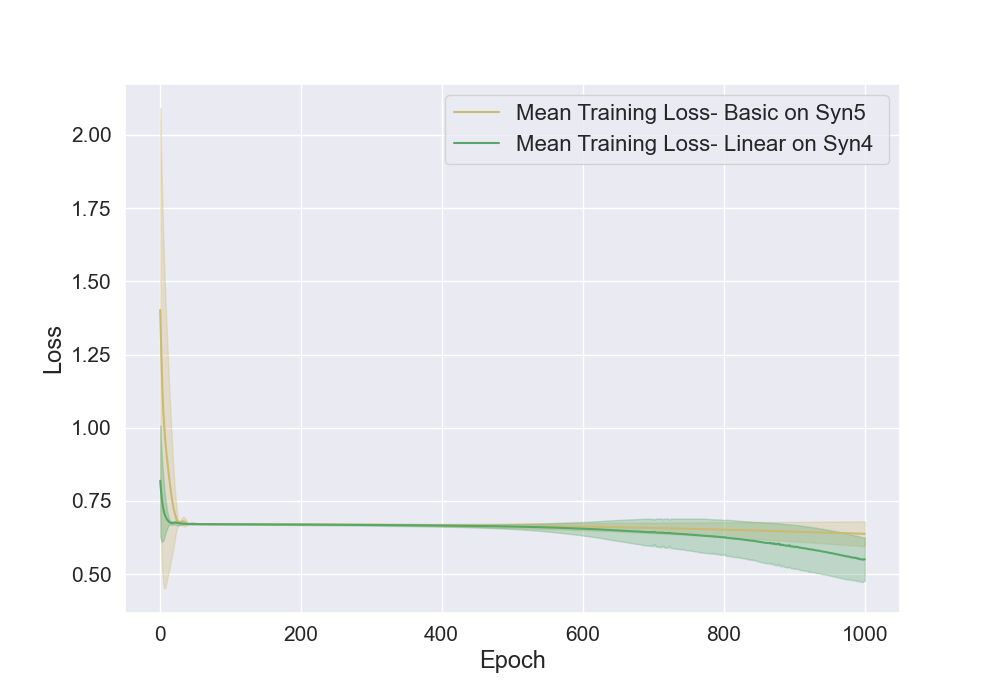 Mean Training Loss- Basic on Syn5
Mean Training Loss- Linear on Syn4
2.00
1.75
1.50
1.25
1.00
0.75
0.50
Loss
0 200 400 600 800 1000
Epoch